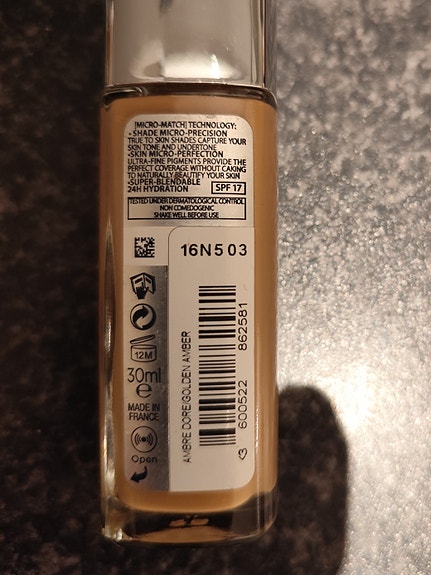 [MICRO-MATCH] TECHNOLOGY:
• SHADE MICRO-PRECISION
TRUE TO SKIN SHADES CAPTURE YOUR
SKIN TONE AND UNDERTONE
•SKIN MICRO-PERFECTION
ULTRA-FINE PIGMENTS PROVIDE THE
PERFECT COVERAGE WITHOUT CAKING
TO NATURALLY BEAUTIFY YOUR SKIN
•SUPER-BLENDABLE
24H HYDRATION SPF 17
TESTED UNDER DERMATOLOGICAL CONTROL
NON COMEDOGENIC
SHAKE WELL BEFORE USE
16N5 03
12M
30ml
e
MADE IN
FRANCE
Open
AMBRE DORE/GOLDEN AMBER
3 600522 862581